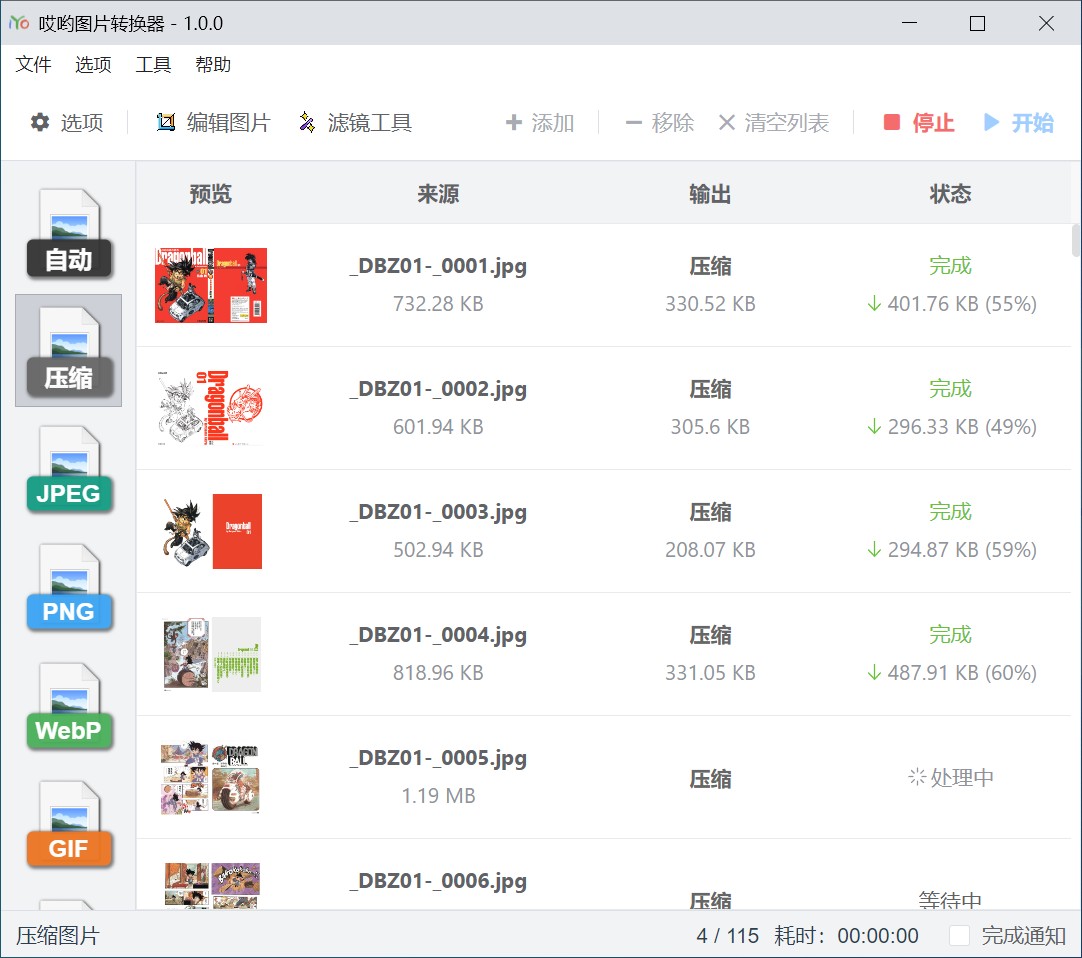 哎哟图片转换器 - 1.0.0
文件 选项 工具 帮助
选项 编辑图片 滤镜工具 添加 移除 清空列表 停止 开始
预览 来源 输出 状态
自动
压缩
JPEG
PNG
WebP
GIF
_DBZ01-_0001.jpg 压缩 完成
732.28 KB 330.52 KB 401.76 KB (55%)
Dragonball
01
_DBZ01-_0002.jpg 压缩 完成
601.94 KB 305.6 KB 296.33 KB (49%)
Dragonball
01
_DBZ01-_0003.jpg 压缩 完成
502.94 KB 208.07 KB 294.87 KB (59%)
Dragonball
_DBZ01-_0004.jpg 压缩 完成
818.96 KB 331.05 KB 487.91 KB (60%)
_DBZ01-_0005.jpg 压缩 处理中
1.19 MB
DRAGON
BALL
_DBZ01-_0006.jpg 压缩 等待中
压缩图片 4 / 115 耗时：00:00:00 完成通知